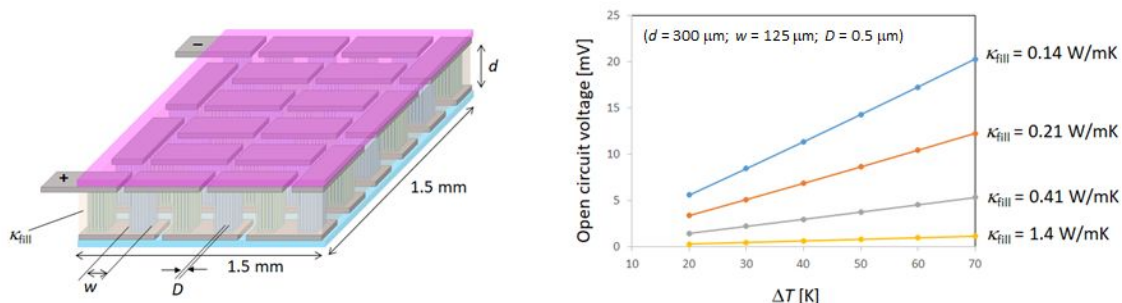 −
d
+
1.5 mm
κfill
w
D
1.5 mm
25
20
15
10
5
0
Open circuit voltage [mV]
(d = 300 μm; w = 125 μm; D = 0.5 μm)
κfill = 0.14 W/mK
κfill = 0.21 W/mK
κfill = 0.41 W/mK
κfill = 1.4 W/mK
10 20 30 40 50 60 70
ΔT [K]